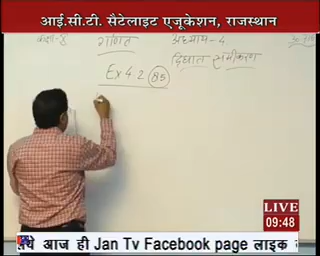 आई.सी.टी. सैटेलाइट एजूकेशन, राजस्थान
कक्षा-8 गणित अध्याय-4
द्विघात समीकरण
Ex 4.2 85
LIVE
09:48
आज ही Jan Tv Facebook page लाइक